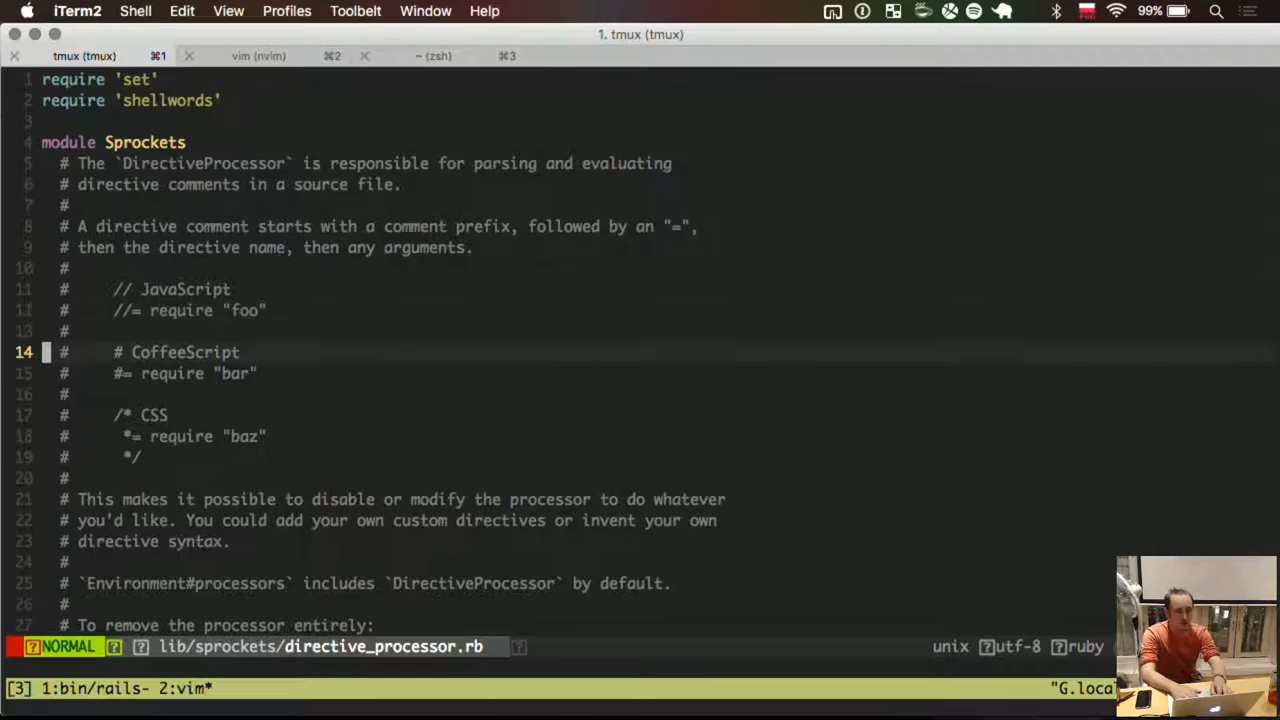 iTerm2 Shell Edit View Profiles Toolbelt Window Help 99%
1. tmux (tmux)
tmux (tmux) ⌘1 vim (nvim) ⌘2 ~ (zsh) ⌘3
1 require 'set'
2 require 'shellwords'
3
4 module Sprockets
5 # The `DirectiveProcessor` is responsible for parsing and evaluating
6 # directive comments in a source file.
7 #
8 # A directive comment starts with a comment prefix, followed by an "=",
9 # then the directive name, then any arguments.
10 #
11 # // JavaScript
11 # //= require "foo"
13 #
14 # # CoffeeScript
15 # #= require "bar"
16 #
17 # /* CSS
18 # *= require "baz"
19 # */
20 #
21 # This makes it possible to disable or modify the processor to do whatever
22 # you'd like. You could add your own custom directives or invent your own
23 # directive syntax.
24 #
25 # `Environment#processors` includes `DirectiveProcessor` by default.
26 #
27 # To remove the processor entirely:
NORMAL lib/sprockets/directive_processor.rb unix utf-8 ruby
[3] 1:bin/rails- 2:vim* "G.loca